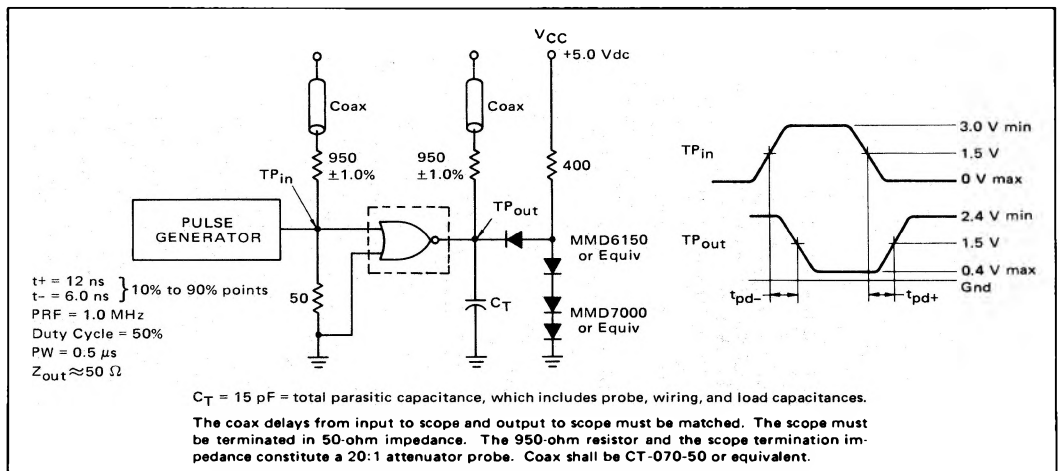 VCC
+5.0 Vdc
Coax
Coax
950
±1.0%
950
±1.0%
400
TPin
TPout
PULSE
GENERATOR
MMD6150
or Equiv
50
CT
MMD7000
or Equiv
t+ = 12 ns
t- = 6.0 ns
}10% to 90% points
PRF = 1.0 MHz
Duty Cycle = 50%
PW = 0.5 μs
Zout≈50 Ω
TPin
3.0 V min
1.5 V
0 V max
TPout
2.4 V min
1.5 V
0.4 V max
Gnd
tpd-
tpd+
CT = 15 pF = total parasitic capacitance, which includes probe, wiring, and load capacitances.
The coax delays from input to scope and output to scope must be matched. The scope must
be terminated in 50-ohm impedance. The 950-ohm resistor and the scope termination im-
pedance constitute a 20:1 attenuator probe. Coax shall be CT-070-50 or equivalent.